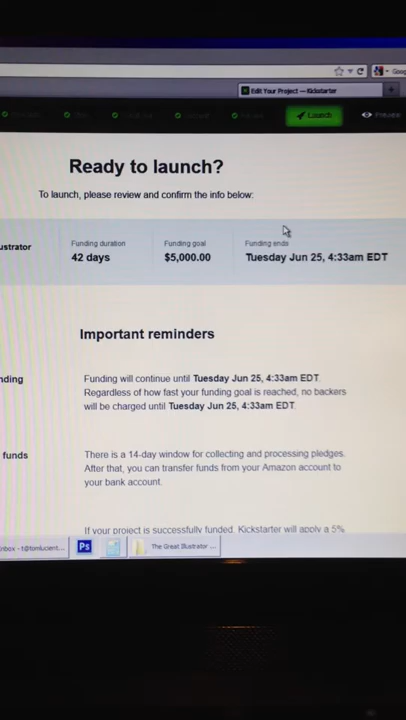 Goog
Edit Your Project — Kickstarter
Launch
Preview
Ready to launch?
To launch, please review and confirm the info below:
ustrator
Funding duration
42 days
Funding goal
$5,000.00
Funding ends
Tuesday Jun 25, 4:33am EDT
Important reminders
nding
Funding will continue until Tuesday Jun 25, 4:33am EDT.
Regardless of how fast your funding goal is reached, no backers
will be charged until Tuesday Jun 25, 4:33am EDT.
funds
There is a 14-day window for collecting and processing pledges.
After that, you can transfer funds from your Amazon account to
your bank account.
If your project is successfully funded, Kickstarter will apply a 5%
Ps
The Great Illustrator ...